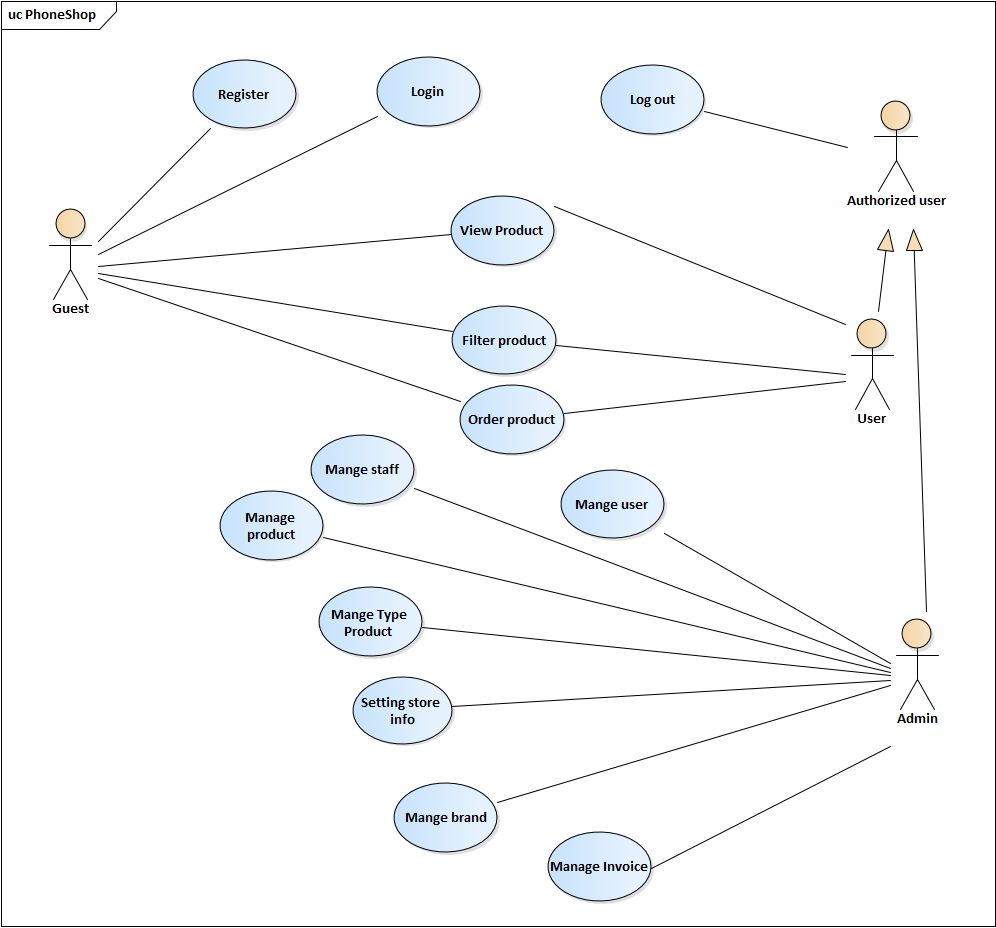 uc PhoneShop
Register
Login
Log out
Authorized user
View Product
Guest
Filter product
User
Order product
Mange staff
Mange user
Manage
product
Mange Type
Product
Setting store
info
Admin
Mange brand
Manage Invoice